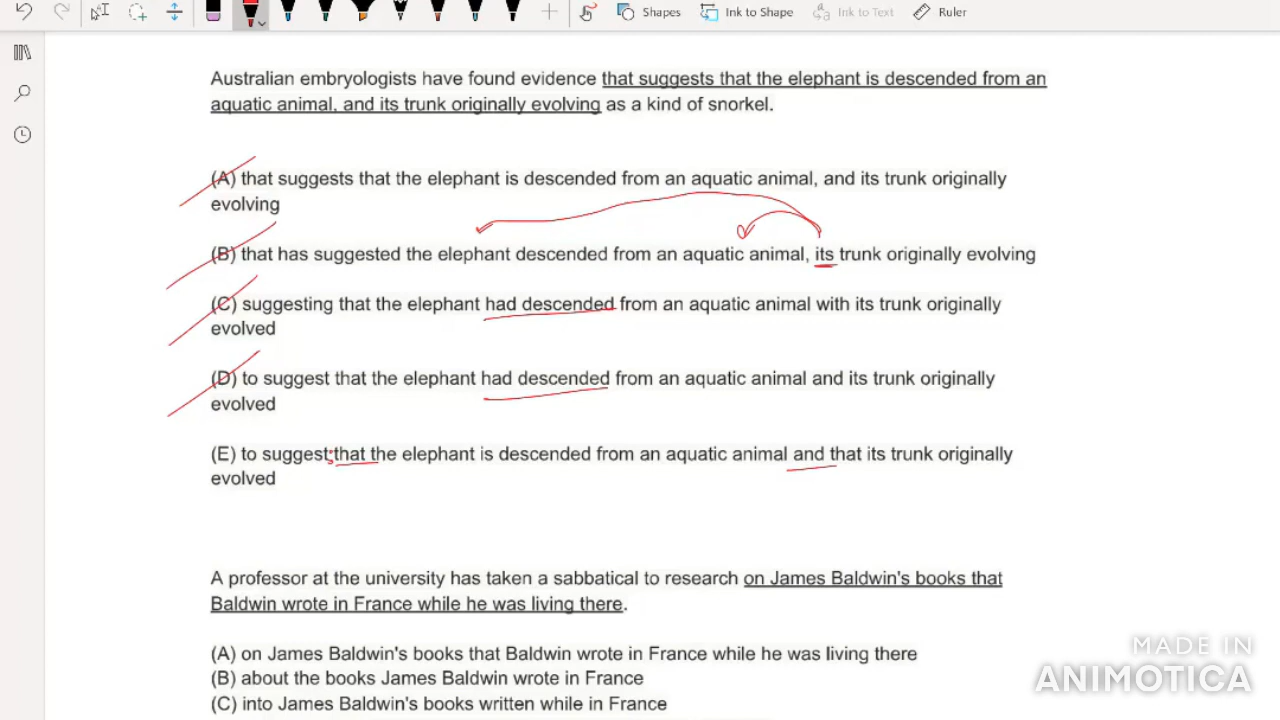 Shapes Ink to Shape Ink to Text Ruler
Australian embryologists have found evidence that suggests that the elephant is descended from an
aquatic animal, and its trunk originally evolving as a kind of snorkel.
(A) that suggests that the elephant is descended from an aquatic animal, and its trunk originally
evolving
(B) that has suggested the elephant descended from an aquatic animal, its trunk originally evolving
(C) suggesting that the elephant had descended from an aquatic animal with its trunk originally
evolved
(D) to suggest that the elephant had descended from an aquatic animal and its trunk originally
evolved
(E) to suggest that the elephant is descended from an aquatic animal and that its trunk originally
evolved
A professor at the university has taken a sabbatical to research on James Baldwin's books that
Baldwin wrote in France while he was living there.
(A) on James Baldwin's books that Baldwin wrote in France while he was living there
(B) about the books James Baldwin wrote in France
(C) into James Baldwin's books written while in France
MADE IN
ANIMOTICA